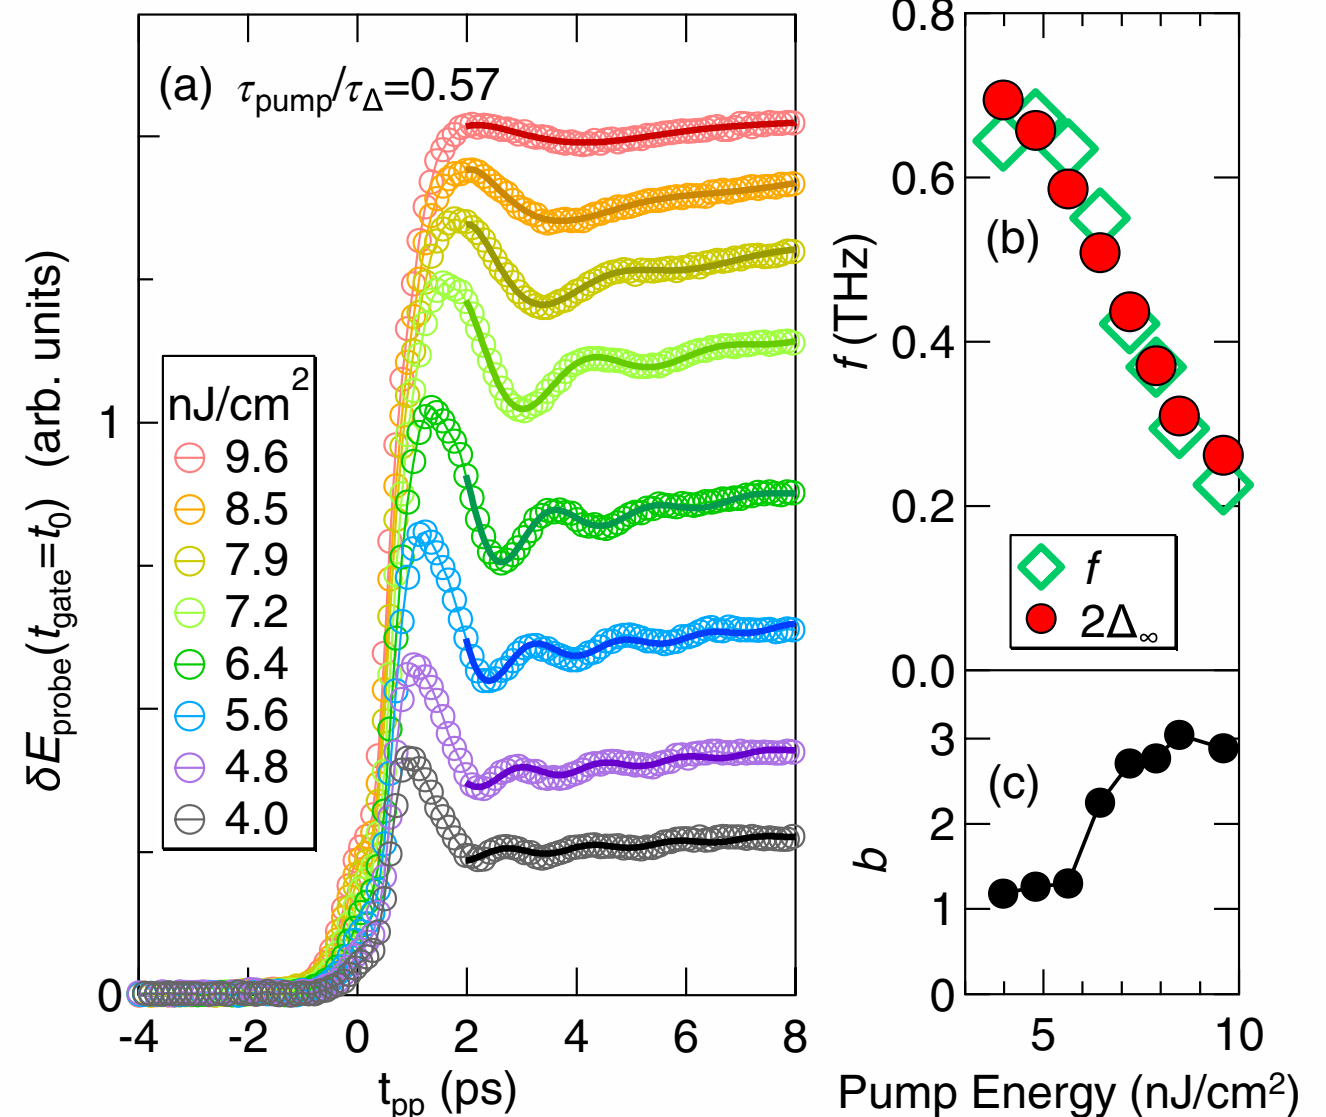 (a) τpump/τΔ=0.57
δEprobe(tgate=t0) (arb. units)
1
0
nJ/cm2
9.6
8.5
7.9
7.2
6.4
5.6
4.8
4.0
-4 -2 0 2 4 6 8
tpp (ps)
0.8
0.6
0.4
0.2
0.0
f (THz)
(b)
f
2Δ∞
3
2
1
0
b
(c)
5 10
Pump Energy (nJ/cm2)